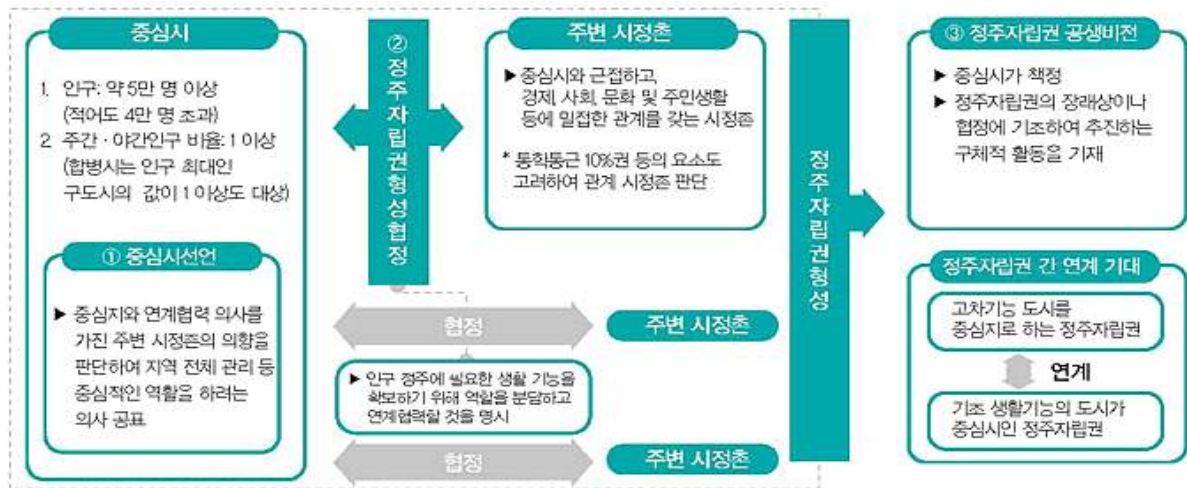 중심시
1. 인구: 약 5만 명 이상
(적어도 4만 명 초과)
2. 주간·야간인구 비율: 1 이상
(합병시는 인구 최대인
구도시의 값이 1 이상도 대상)
① 중심시선언
▶ 중심지와 연계협력 의사를
가진 주변 시정촌의 의향을
판단하여 지역 전체 관리 등
중심적인 역할을 하려는
의사 공표
② 정주자립권형성협정
주변 시정촌
▶ 중심시와 근접하고,
경제, 사회, 문화 및 주민생활
등에 밀접한 관계를 갖는 시정촌
* 통학통근 10%권 등의 요소도
고려하여 관계 시정촌 판단
협정
주변 시정촌
▶ 인구 정주에 필요한 생활 기능을
확보하기 위해 역할을 분담하고
연계협력할 것을 명시
협정
주변 시정촌
정주자립권형성
③ 정주자립권 공생비전
▶ 중심시가 책정
▶ 정주자립권의 장래상이나
협정에 기초하여 추진하는
구체적 활동을 기재
정주자립권 간 연계 기대
고차기능 도시를
중심지로 하는 정주자립권
연계
기초 생활기능의 도시가
중심시인 정주자립권